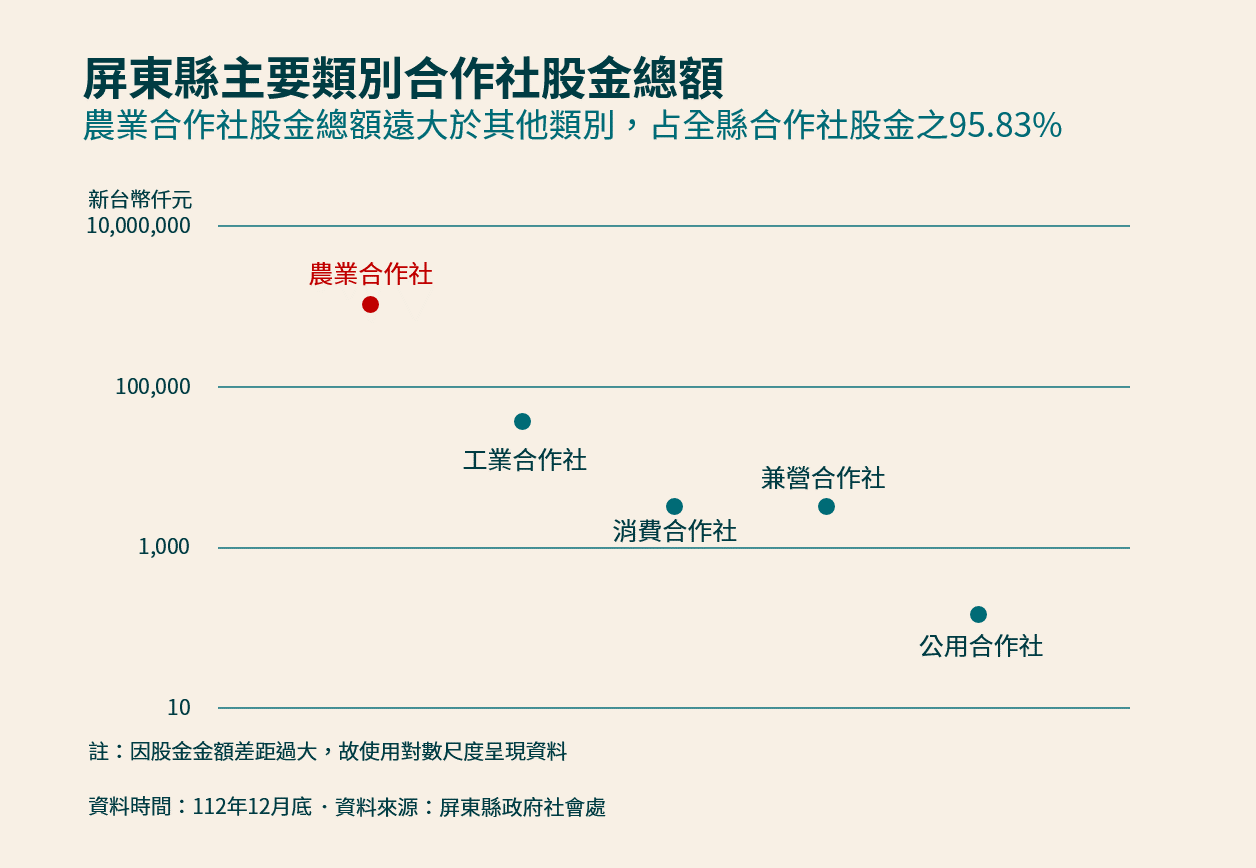 屏東縣主要類別合作社股金總額
農業合作社股金總額遠大於其他類別，占全縣合作社股金之95.83%
新台幣仟元
10,000,000
農業合作社
100,000
工業合作社
兼營合作社
消費合作社
1,000
公用合作社
10
註：因股金金額差距過大，故使用對數尺度呈現資料
資料時間：112年12月底．資料來源：屏東縣政府社會處